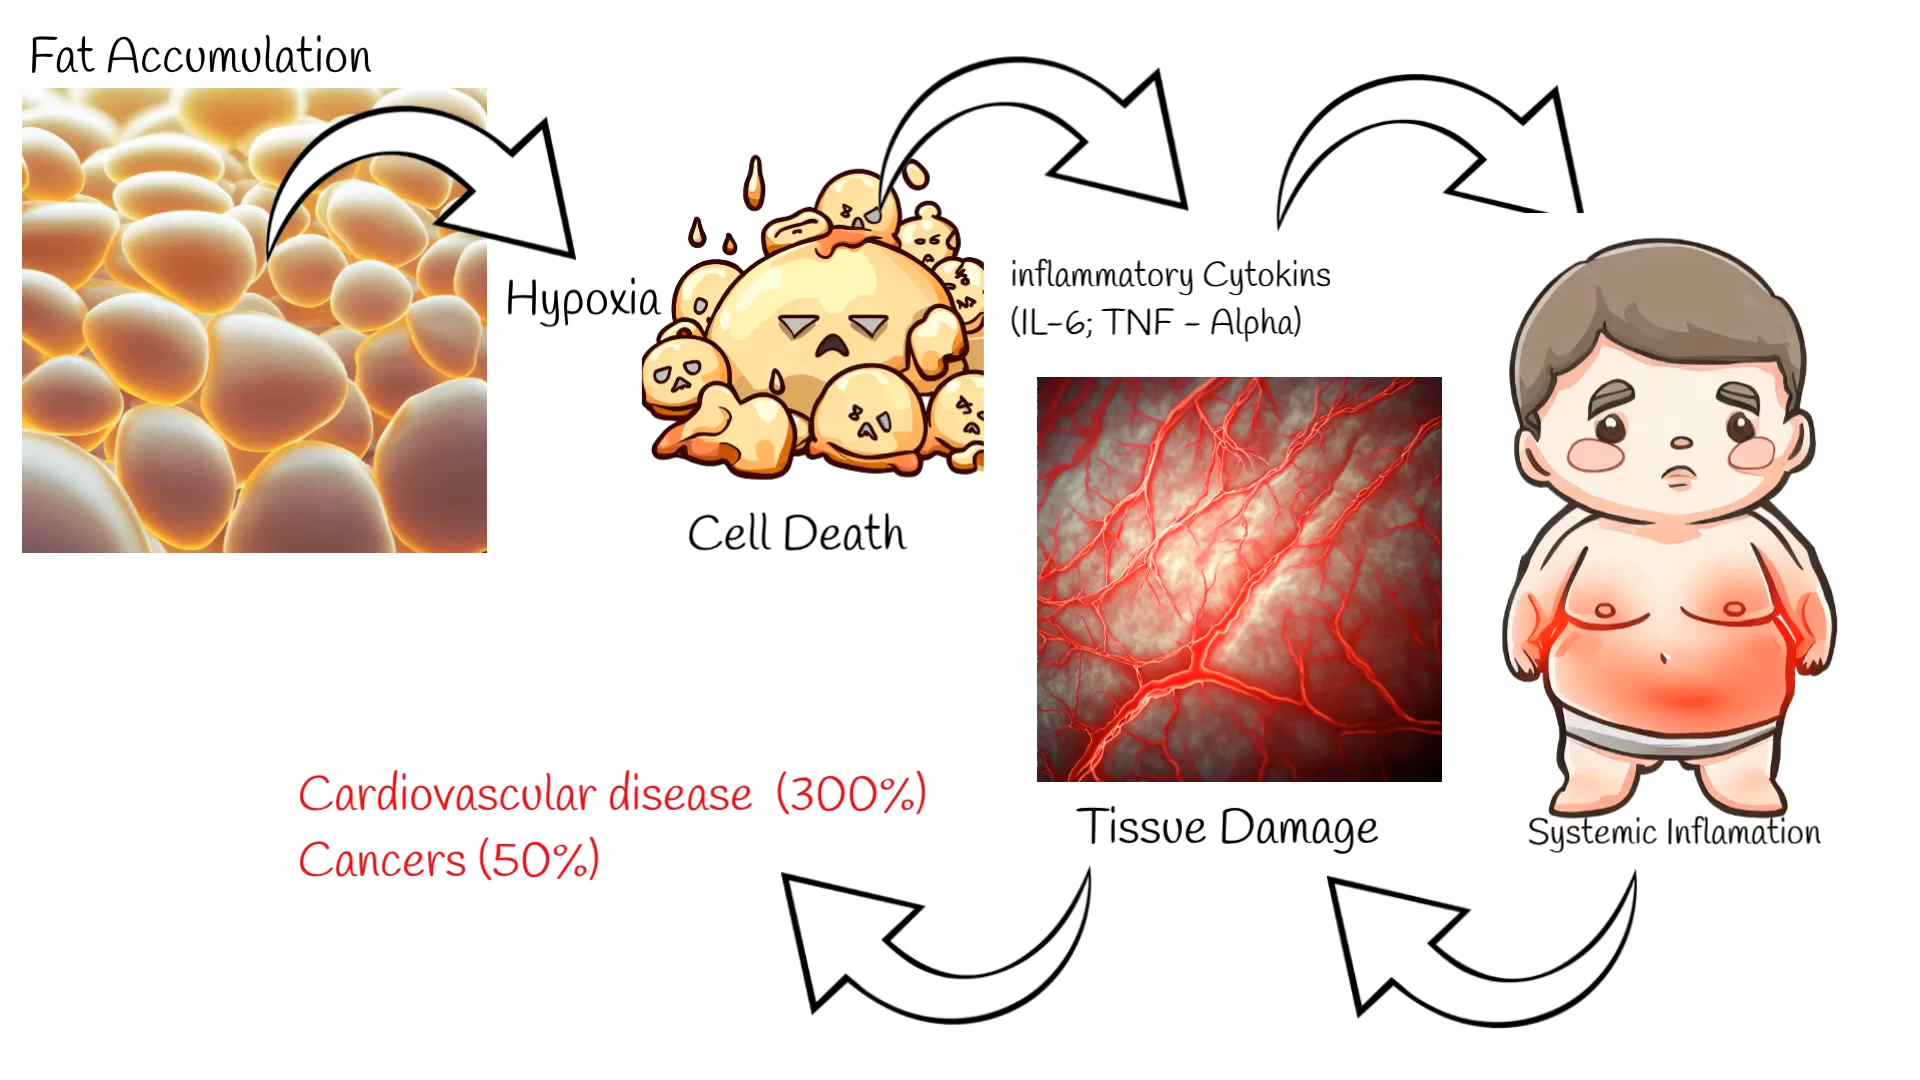 Fat Accumulation
Hypoxia
Cell Death
inflammatory Cytokins
(IL-6; TNF - Alpha)
Systemic Inflamation
Tissue Damage
Cardiovascular disease (300%)
Cancers (50%)